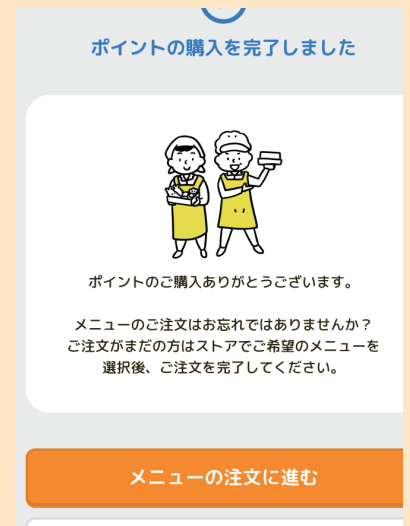 ポイントの購入を完了しました
ポイントのご購入ありがとうございます。
メニューのご注文はお忘れではありませんか？
ご注文がまだの方はストアでご希望のメニューを
選択後、ご注文を完了してください。
メニューの注文に進む